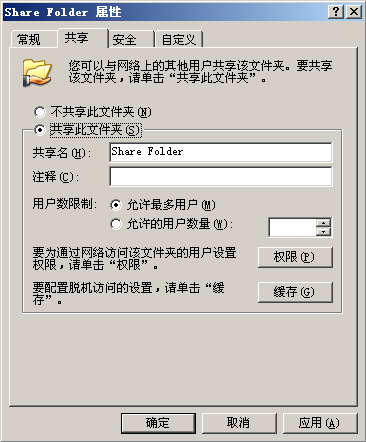 Share Folder 属性
常规 共享 安全 自定义
您可以与网络上的其他用户共享该文件夹。要共享
该文件夹，请单击“共享此文件夹”。
不共享此文件夹(N)
共享此文件夹(S)
共享名(H): Share Folder
注释(C):
用户数限制: 允许最多用户(M)
允许的用户数量(W):
要为通过网络访问该文件夹的用户设置
权限，请单击“权限”。
权限(P)
要配置脱机访问的设置，请单击“缓
存”。
缓存(G)
确定 取消 应用(A)